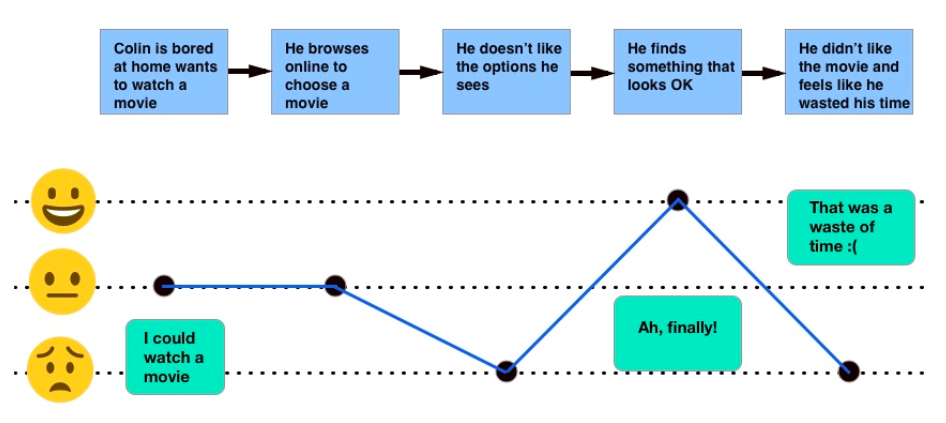 Colin is bored
at home wants
to watch a
movie
He browses
online to
choose a
movie
He doesn't like
the options he
sees
He finds
something that
looks OK
He didn't like
the movie and
feels like he
wasted his time
That was a
waste of
time :(
Ah, finally!
I could
watch a
movie